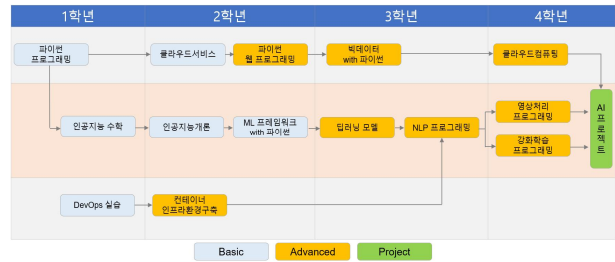 1학년
2학년
3학년
4학년
파이썬
프로그래밍
클라우드서비스
파이썬
웹 프로그래밍
빅데이터
with 파이썬
클라우드컴퓨팅
인공지능 수학
인공지능개론
ML 프레임워크
with 파이썬
딥러닝 모델
NLP 프로그래밍
영상처리
프로그래밍
강화학습
프로그래밍
AI
프
로
젝
트
DevOps 실습
컨테이너
인프라환경구축
Basic
Advanced
Project